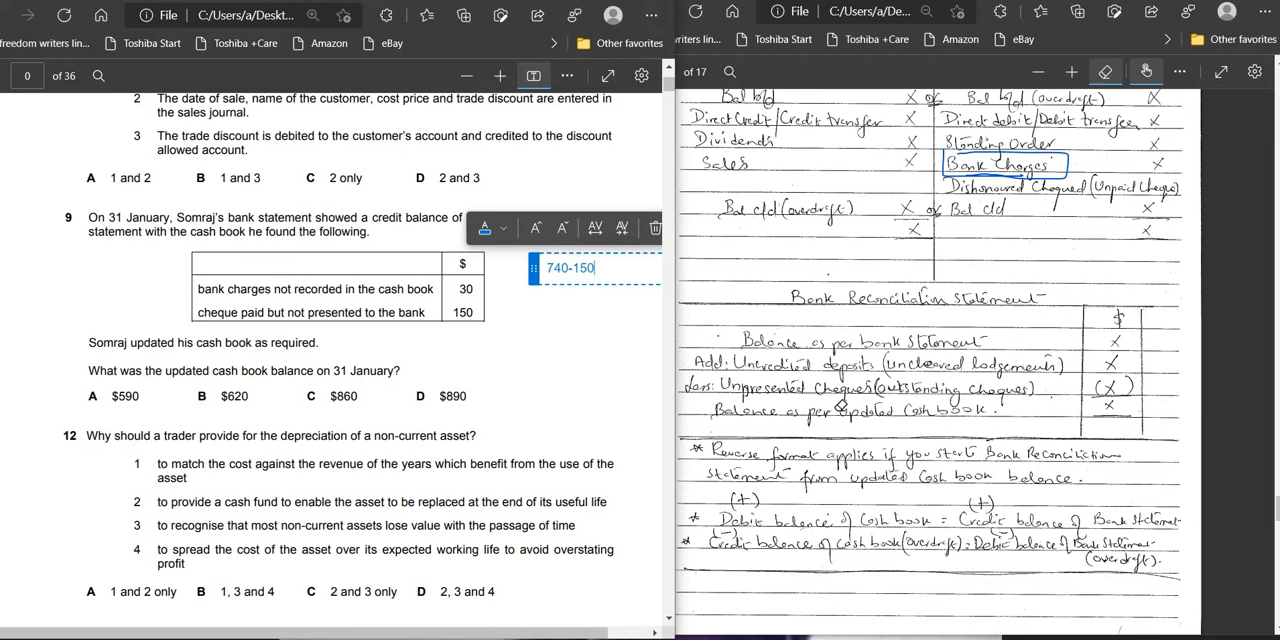 File C:/Users/a/Deskt...
freedom writers lin... Toshiba Start Toshiba +Care Amazon eBay Other favorites
0 of 36
2 The date of sale, name of the customer, cost price and trade discount are entered in
the sales journal.
3 The trade discount is debited to the customer's account and credited to the discount
allowed account.
A 1 and 2 B 1 and 3 C 2 only D 2 and 3
9 On 31 January, Somraj's bank statement showed a credit balance of
statement with the cash book he found the following.
$
bank charges not recorded in the cash book 30
cheque paid but not presented to the bank 150
740-150
Somraj updated his cash book as required.
What was the updated cash book balance on 31 January?
A $590 B $620 C $860 D $890
12 Why should a trader provide for the depreciation of a non-current asset?
1 to match the cost against the revenue of the years which benefit from the use of the
asset
2 to provide a cash fund to enable the asset to be replaced at the end of its useful life
3 to recognise that most non-current assets lose value with the passage of time
4 to spread the cost of the asset over its expected working life to avoid overstating
profit
A 1 and 2 only B 1, 3 and 4 C 2 and 3 only D 2, 3 and 4
File C:/Users/a/De...
writers lin... Toshiba Start Toshiba +Care Amazon eBay Other favorites
of 17
Bal b/d X or Bal b/d (overdraft) X
Direct Credit/Credit transfer X Direct debit/Debit transfer X
Dividends X Standing Order X
Sales X Bank Charges X
Dishonoured Cheque (Unpaid Cheque)
Bal c/d (overdraft) X or Bal c/d X
X X
Bank Reconciliation Statement
$
Balance as per bank statement X
Add: Uncredited deposits (uncleared lodgements) X
Less: Unpresented Cheques (outstanding cheques) (X)
Balance as per updated Cash book. X
* Reverse format applies if you start Bank Reconciliation
statement from updated Cash book balance.
(+) (+)
* Debit balance of Cash book = Credit balance of Bank Statement
(-) (-)
* Credit balance of Cash book (overdraft) = Debit balance of Bank Statement
(overdraft).